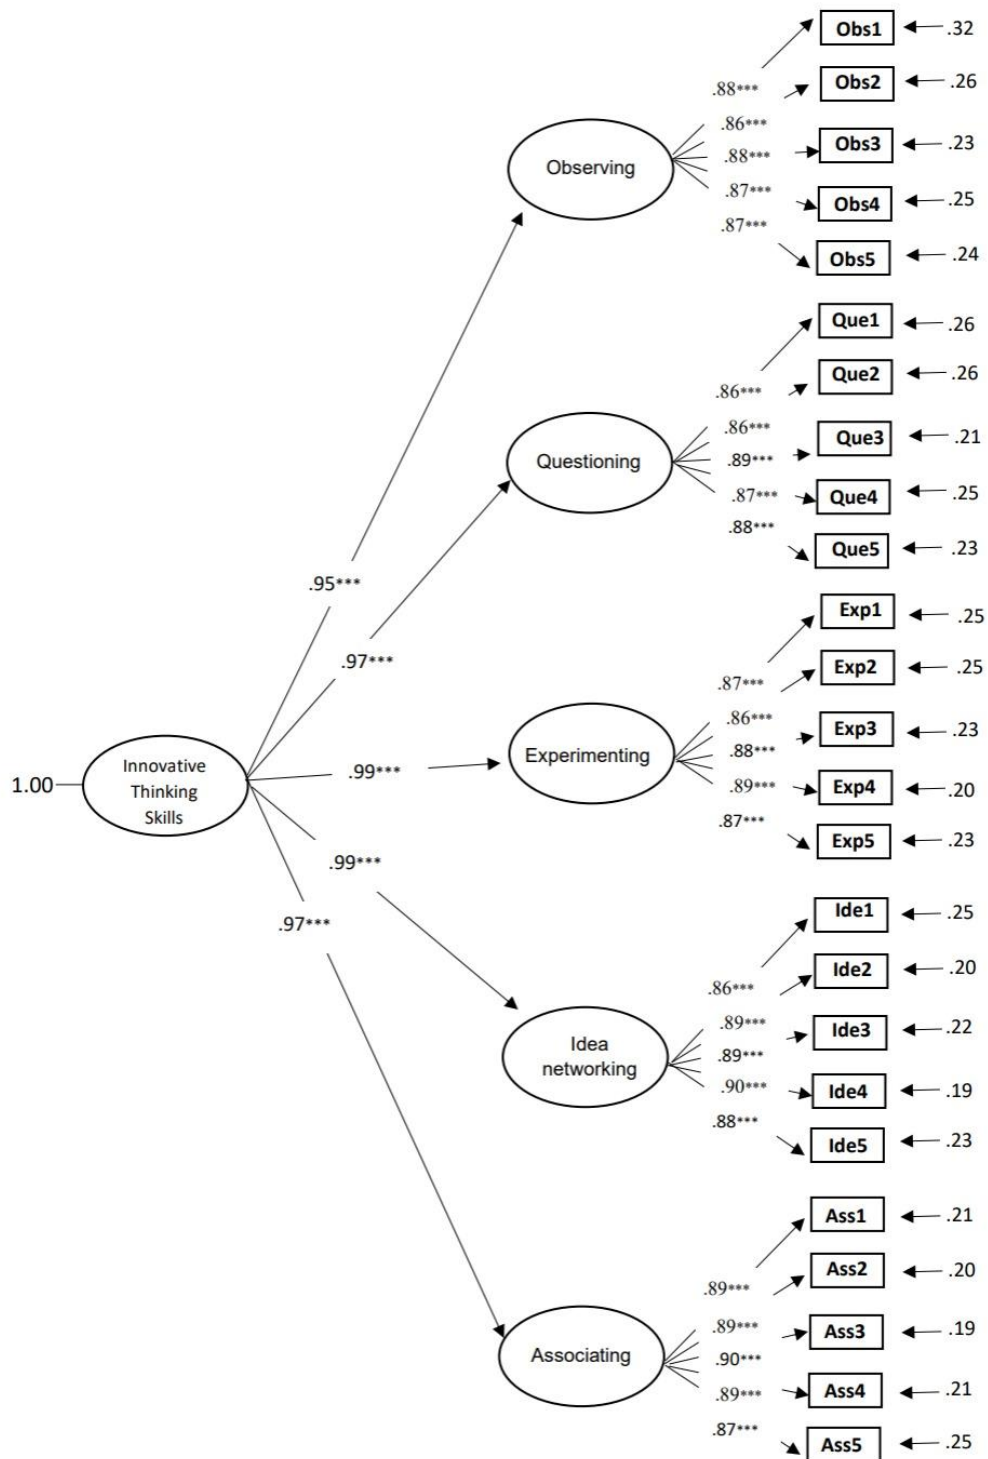 Obs1
.32
.88***
Obs2
.26
.86***
Observing
.88***
Obs3
.23
.87***
Obs4
.25
.87***
Obs5
.24
Que1
.26
.86***
Que2
.26
.86***
Questioning
.89***
Que3
.21
.87***
Que4
.25
.88***
Que5
.23
.95***
.97***
Exp1
.25
.87***
Exp2
.25
.86***
Experimenting
.88***
Exp3
.23
.89***
Exp4
.20
.87***
Exp5
.23
1.00
Innovative
Thinking
Skills
.99***
.99***
.97***
Ide1
.25
.86***
Ide2
.20
.89***
Idea
networking
.89***
Ide3
.22
.90***
Ide4
.19
.88***
Ide5
.23
Ass1
.21
.89***
Ass2
.20
.89***
Associating
.90***
Ass3
.19
.89***
Ass4
.21
.87***
Ass5
.25